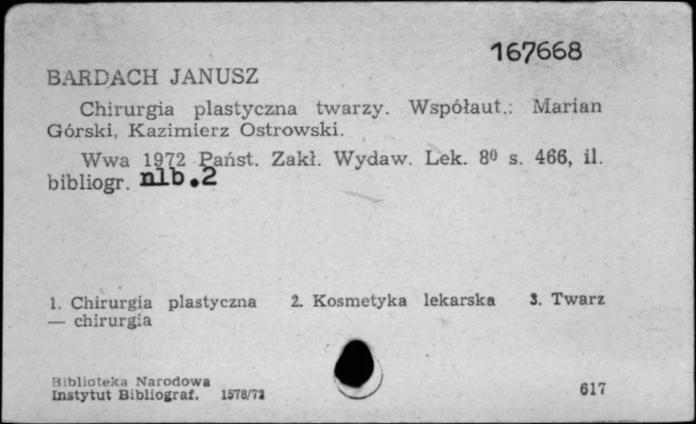 167668
BARDACH JANUSZ
Chirurgia plastyczna twarzy. Współaut.: Marian
Górski, Kazimierz Ostrowski.
Wwa 1972 Państ. Zakł. Wydaw. Lek. 8⁰ s. 466, il.
bibliogr. nlb.2
1. Chirurgia plastyczna 2. Kosmetyka lekarska 3. Twarz
— chirurgia
Biblioteka Narodowa
Instytut Bibliograf. 1578/72
617